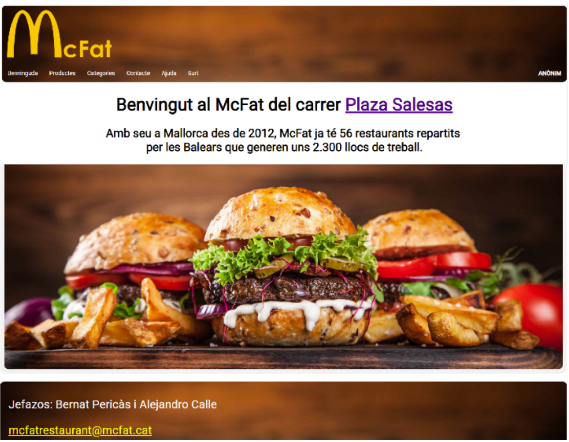 McFat
Benvinguda Productes Categories Contacte Ajuda Surt
ANÒNIM
Benvingut al McFat del carrer Plaza Salesas
Amb seu a Mallorca des de 2012, McFat ja té 56 restaurants repartits
per les Balears que generen uns 2.300 llocs de treball.
Jefazos: Bernat Pericàs i Alejandro Calle
mcfatrestaurant@mcfat.cat